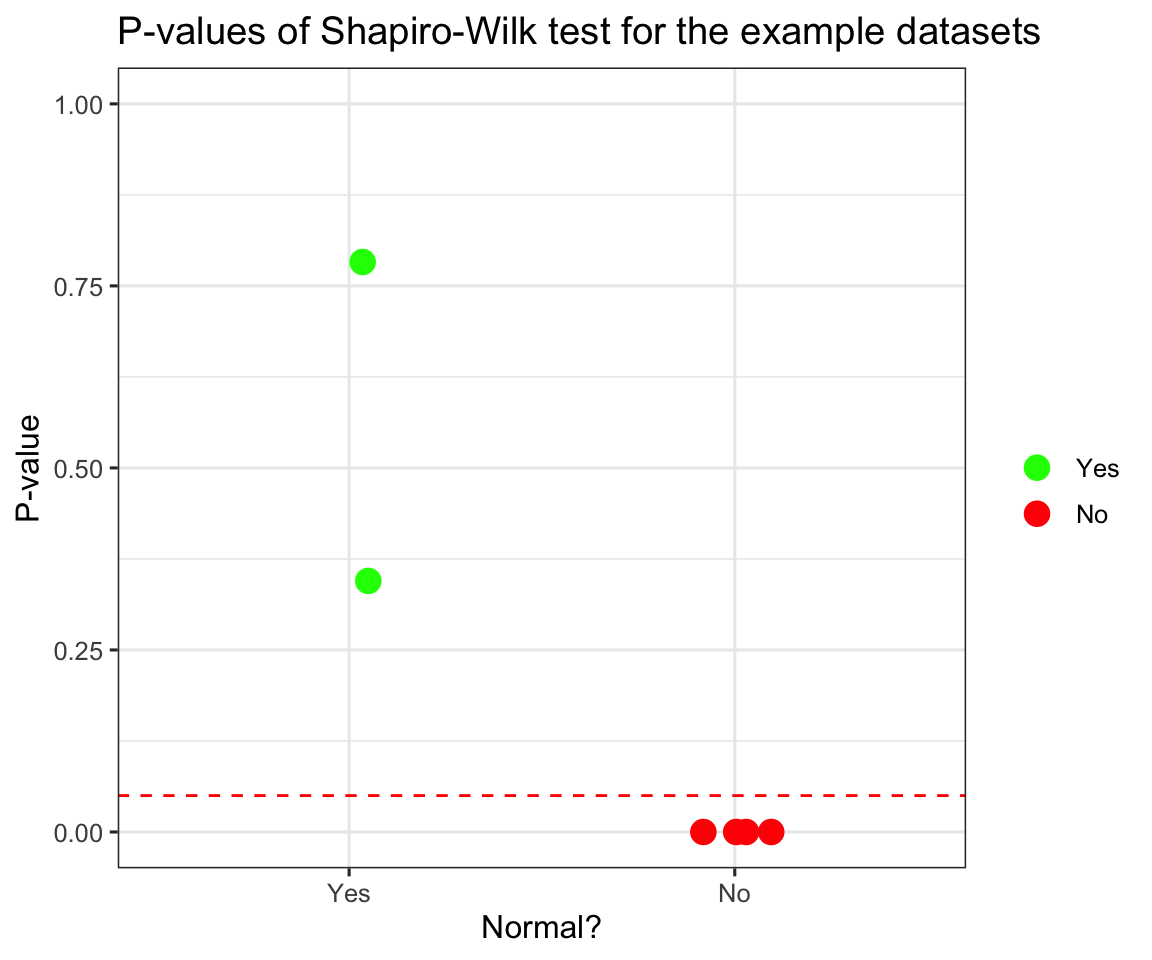 P-values of Shapiro-Wilk test for the example datasets
1.00
0.75
0.50
0.25
0.00
P-value
Yes
No
Normal?
Yes
No